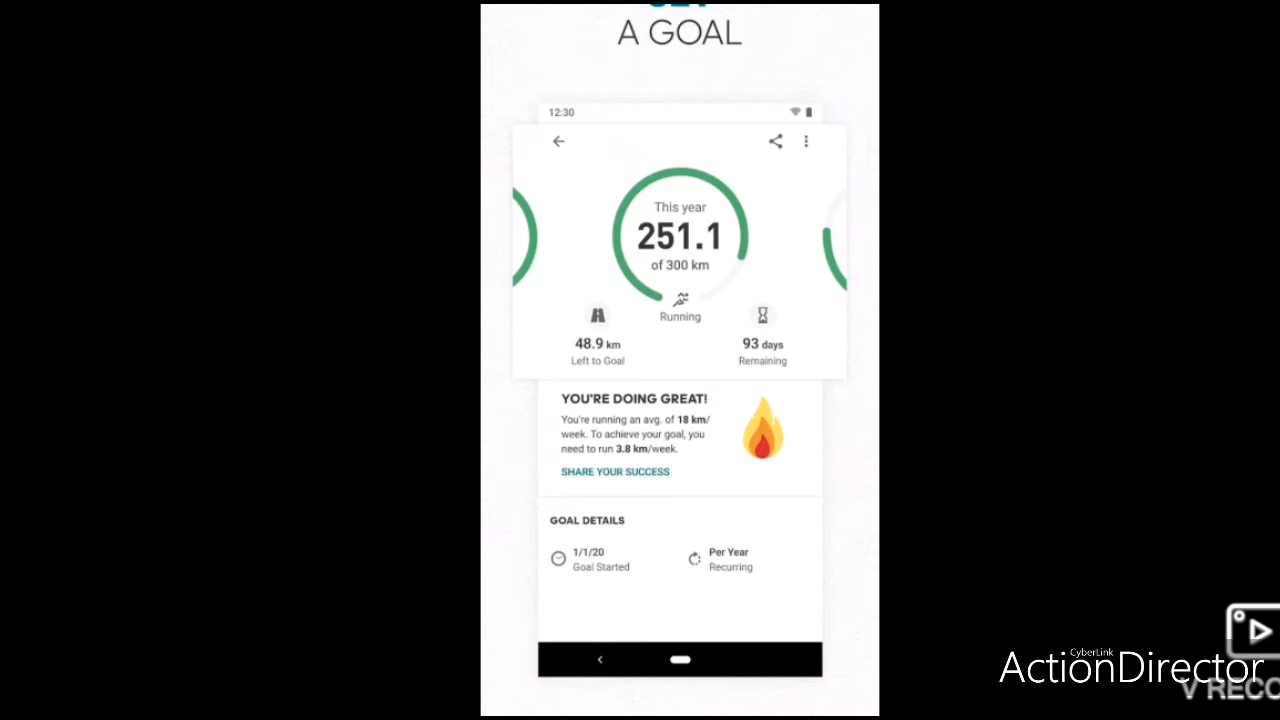 A GOAL
12:30
This year
251.1
of 300 km
Running
48.9 km
Left to Goal
93 days
Remaining
YOU'RE DOING GREAT!
You're running an avg. of 18 km/
week. To achieve your goal, you
need to run 3.8 km/week.
SHARE YOUR SUCCESS
GOAL DETAILS
1/1/20
Goal Started
Per Year
Recurring
CyberLink
ActionDirector
V RECO